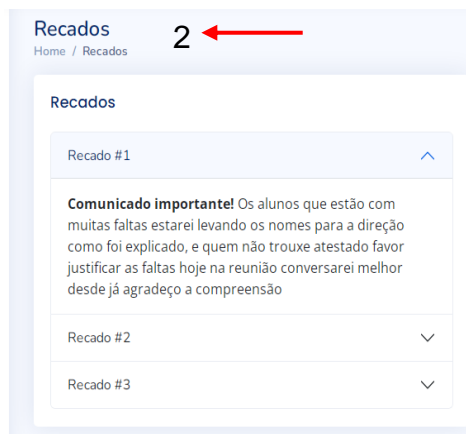 Recados
2
Home / Recados
Recados
Recado #1
Comunicado importante! Os alunos que estão com
muitas faltas estarei levando os nomes para a direção
como foi explicado, e quem não trouxe atestado favor
justificar as faltas hoje na reunião conversarei melhor
desde já agradeço a compreensão
Recado #2
Recado #3